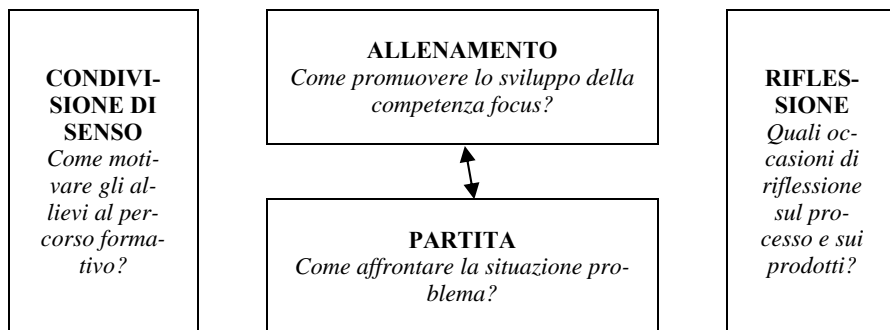 CONDIVI-
SIONE DI
SENSO
Come moti-
vare gli al-
lievi al per-
corso forma-
tivo?
ALLENAMENTO
Come promuovere lo sviluppo della
competenza focus?
PARTITA
Come affrontare la situazione pro-
blema?
RIFLES-
SIONE
Quali oc-
casioni di
riflessione
sul pro-
cesso e sui
prodotti?